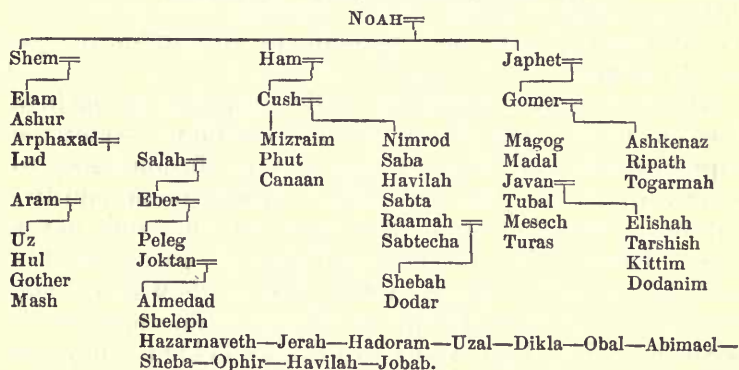 NOAH
Shem Ham Japhet
Elam Cush Gomer
Ashur
Arphaxad Mizraim Nimrod Magog Ashkenaz
Lud Salah Phut Saba Madal Ripath
Canaan Havilah Javan Togarmah
Aram Eber Sabta Tubal
Uz Peleg Raamah Mesech Elishah
Hul Joktan Sabtecha Turas Tarshish
Gother Shebah Kittim
Mash Almedad Dodar Dodanim
Sheleph
Hazarmaveth—Jerah—Hadoram—Uzal—Dikla—Obal—Abimael—
Sheba—Ophir—Havilah—Jobab.